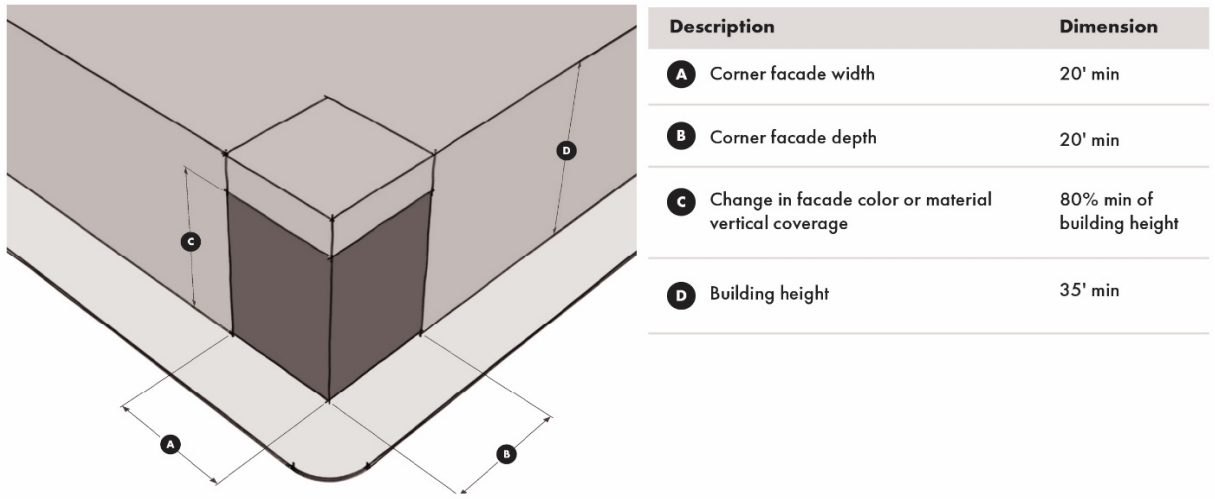 D
C
A
B
Description Dimension
A Corner facade width 20' min
B Corner facade depth 20' min
C Change in facade color or material 80% min of
vertical coverage building height
D Building height 35' min